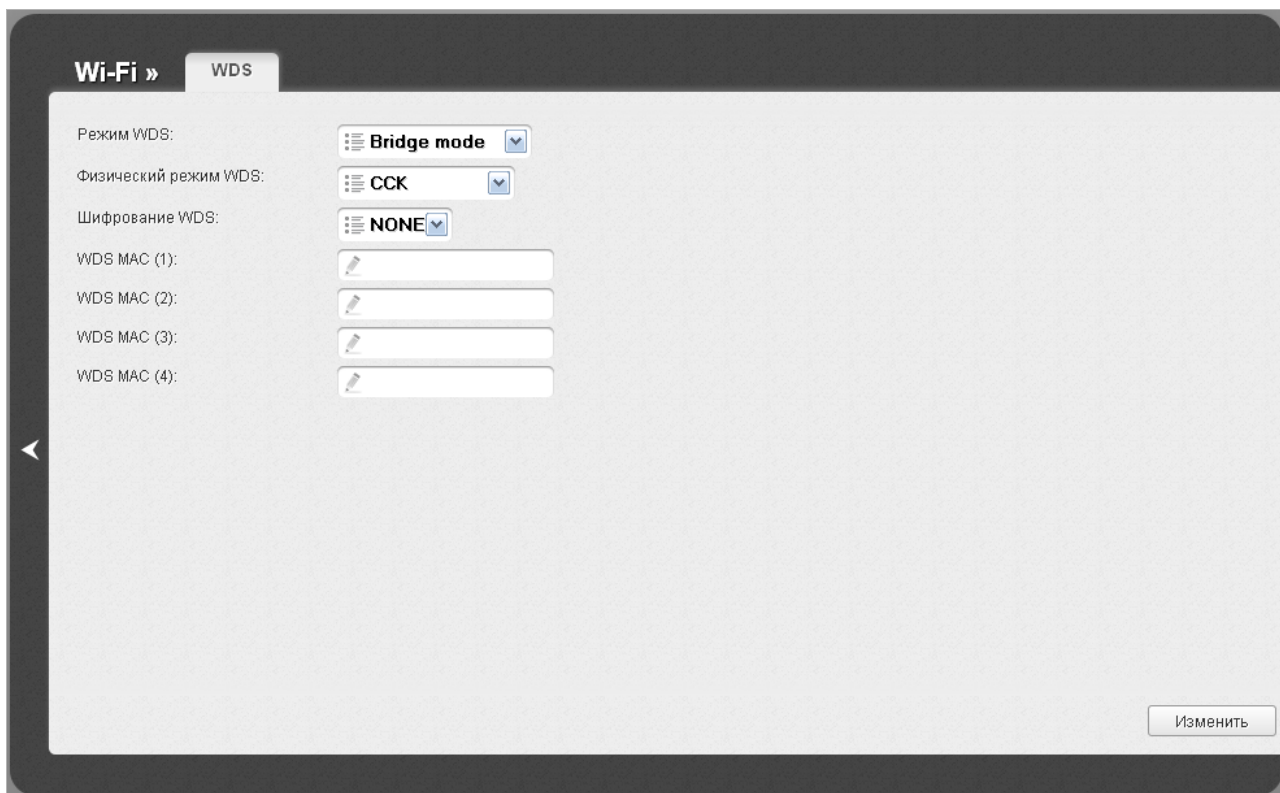 Wi-Fi » WDS
Режим WDS: Bridge mode
Физический режим WDS: CCK
Шифрование WDS: NONE
WDS MAC (1):
WDS MAC (2):
WDS MAC (3):
WDS MAC (4):
Изменить